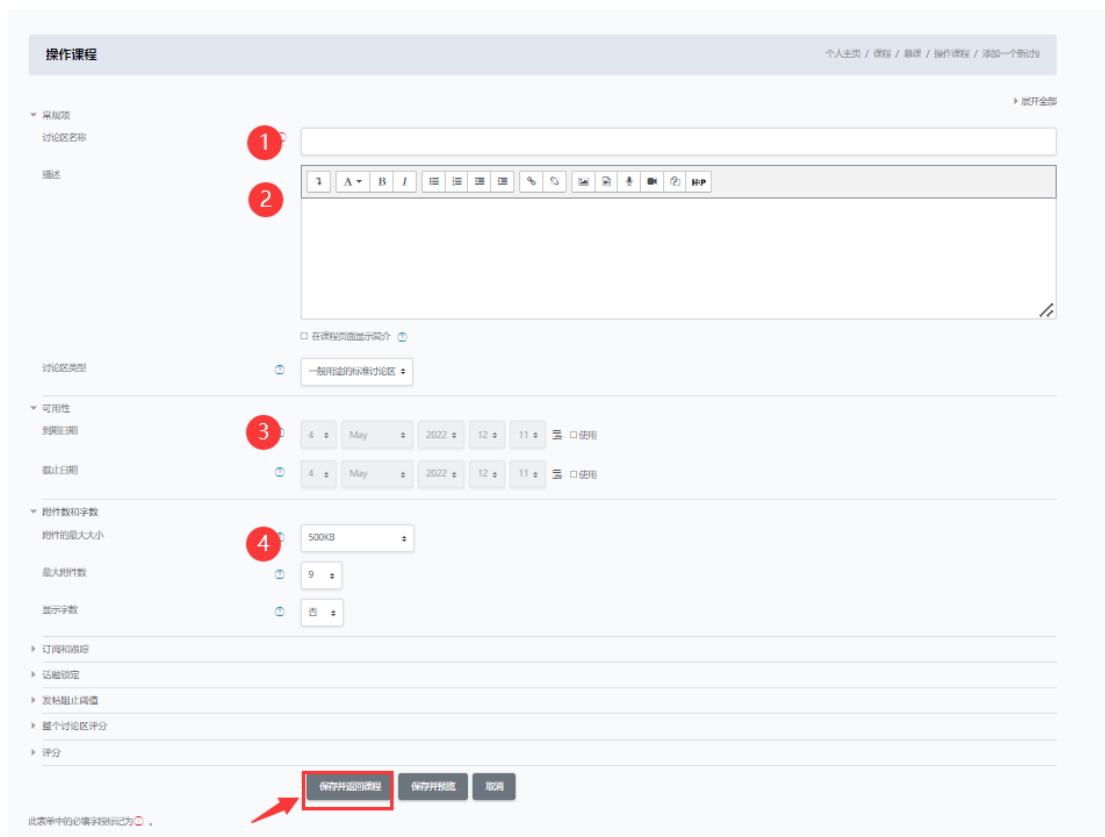 操作课程
个人主页 / 课程 / 慕课 / 操作课程 / 添加一个新讨
展开全部
常规项
讨论区名称
1
描述
2
A B I H-P
在课程页面显示简介
讨论区类型
一般用途的标准讨论区
可用性
到期日期
3
4 May 2022 12 11 使用
截止日期
4 May 2022 12 11 使用
附件数和字数
附件的最大大小
4
500KB
最大附件数
9
显示字数
否
订阅和跟踪
话题锁定
发帖阻止阈值
整个讨论区评分
评分
保存并返回课程 保存并预览 取消
此表单中的必填字段标记为 。